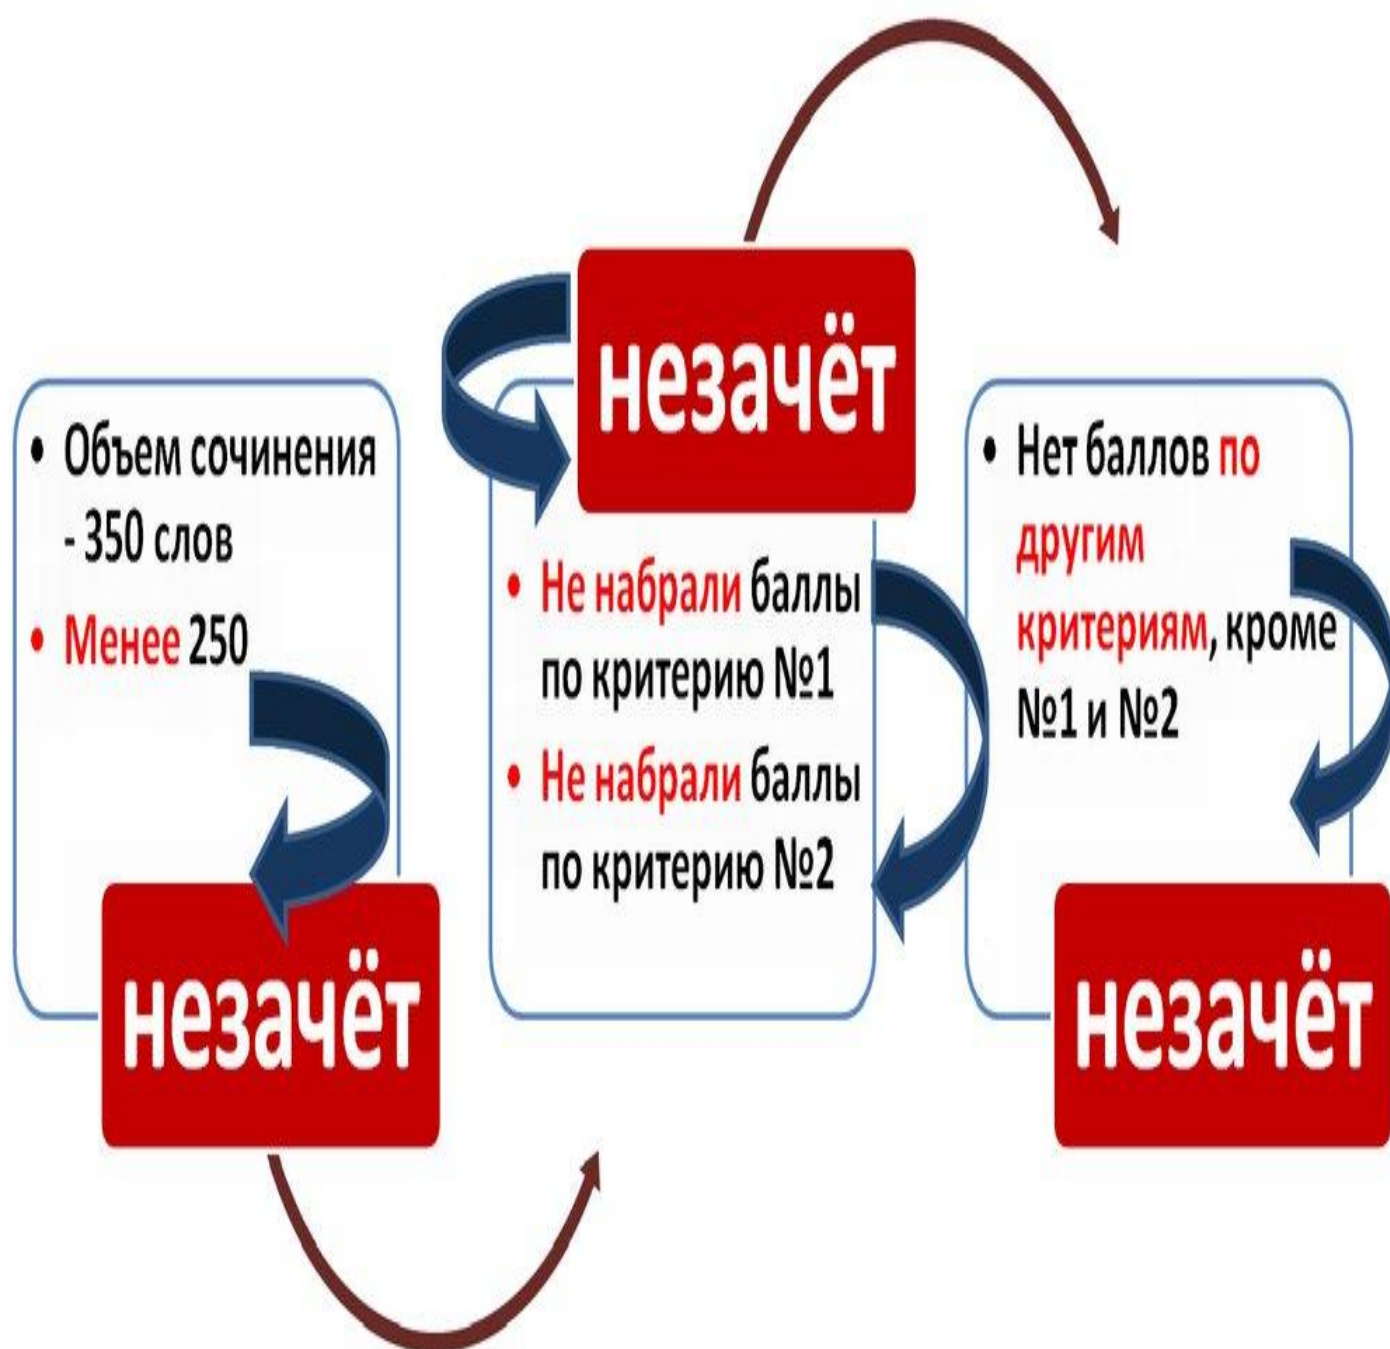 • Объем сочинения
- 350 слов
• Менее 250
незачёт
незачёт
• Не набрали баллы
по критерию №1
• Не набрали баллы
по критерию №2
• Нет баллов по
другим
критериям, кроме
№1 и №2
незачёт